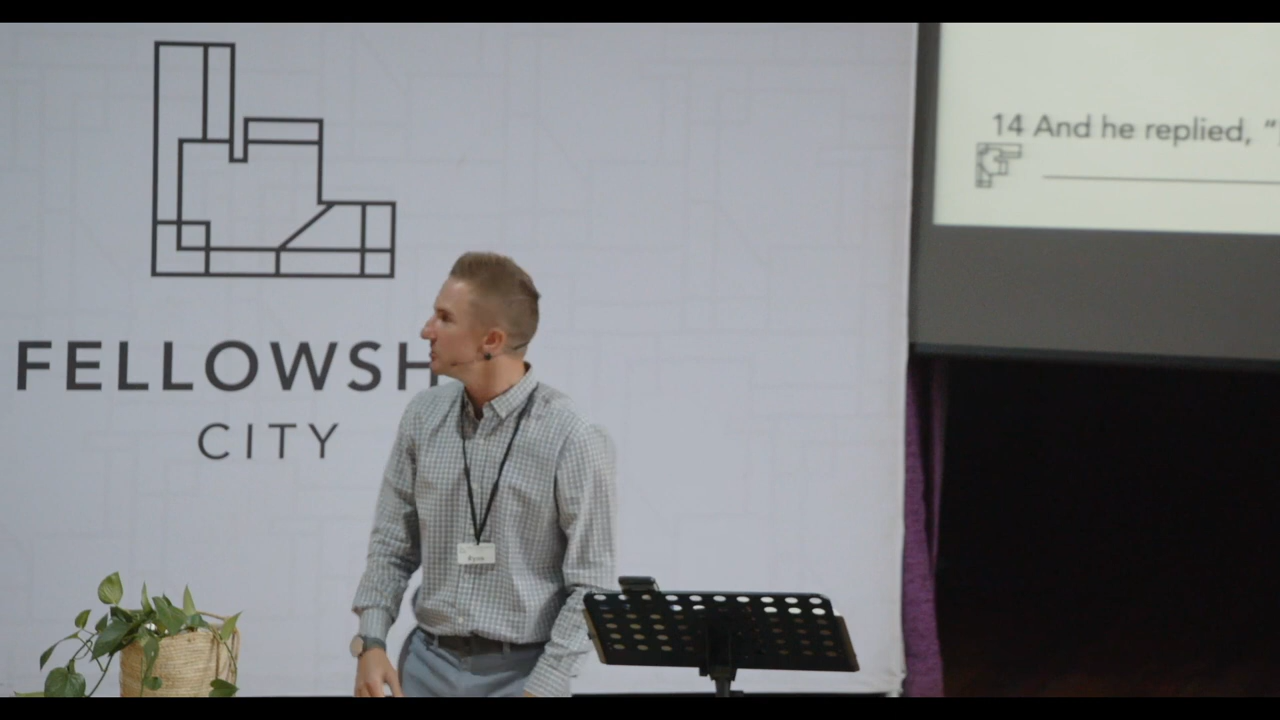 FELLOWSH
CITY
14 And he replied, “